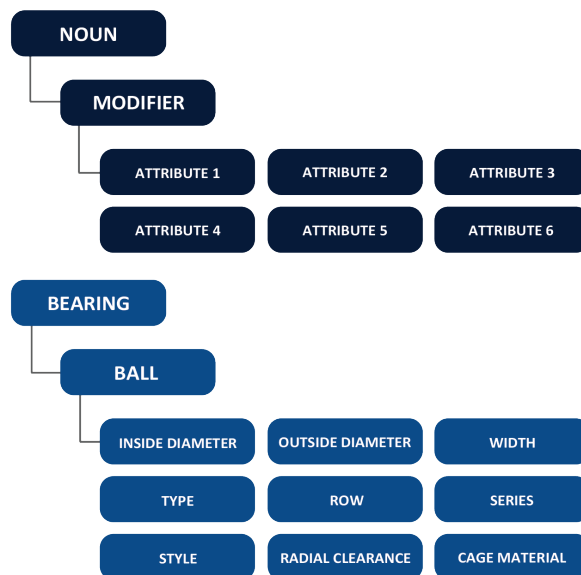 NOUN
MODIFIER
ATTRIBUTE 1
ATTRIBUTE 2
ATTRIBUTE 3
ATTRIBUTE 4
ATTRIBUTE 5
ATTRIBUTE 6
BEARING
BALL
INSIDE DIAMETER
OUTSIDE DIAMETER
WIDTH
TYPE
ROW
SERIES
STYLE
RADIAL CLEARANCE
CAGE MATERIAL